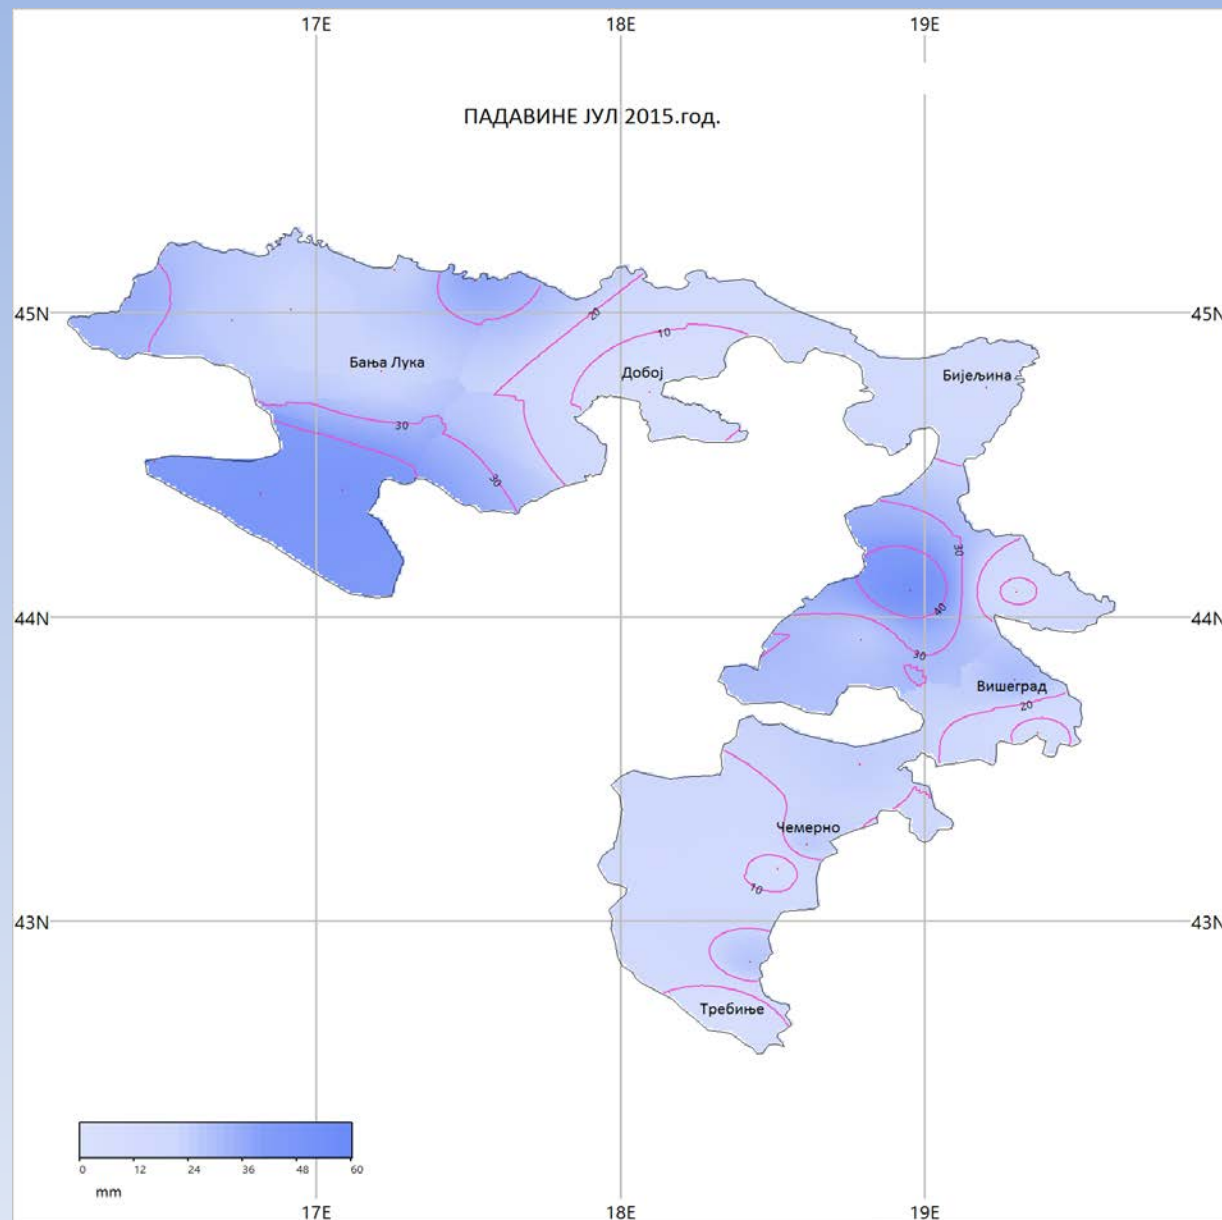 17E 18E 19E
ПАДАВИНЕ ЈУЛ 2015.год.
45N 45N
20
10
Бања Лука
Добој
Бијељина
30
30
30
44N 44N
40
30
Вишеград
20
Чемерно
10
43N 43N
Требиње
0 12 24 36 48 60
mm
17E 18E 19E